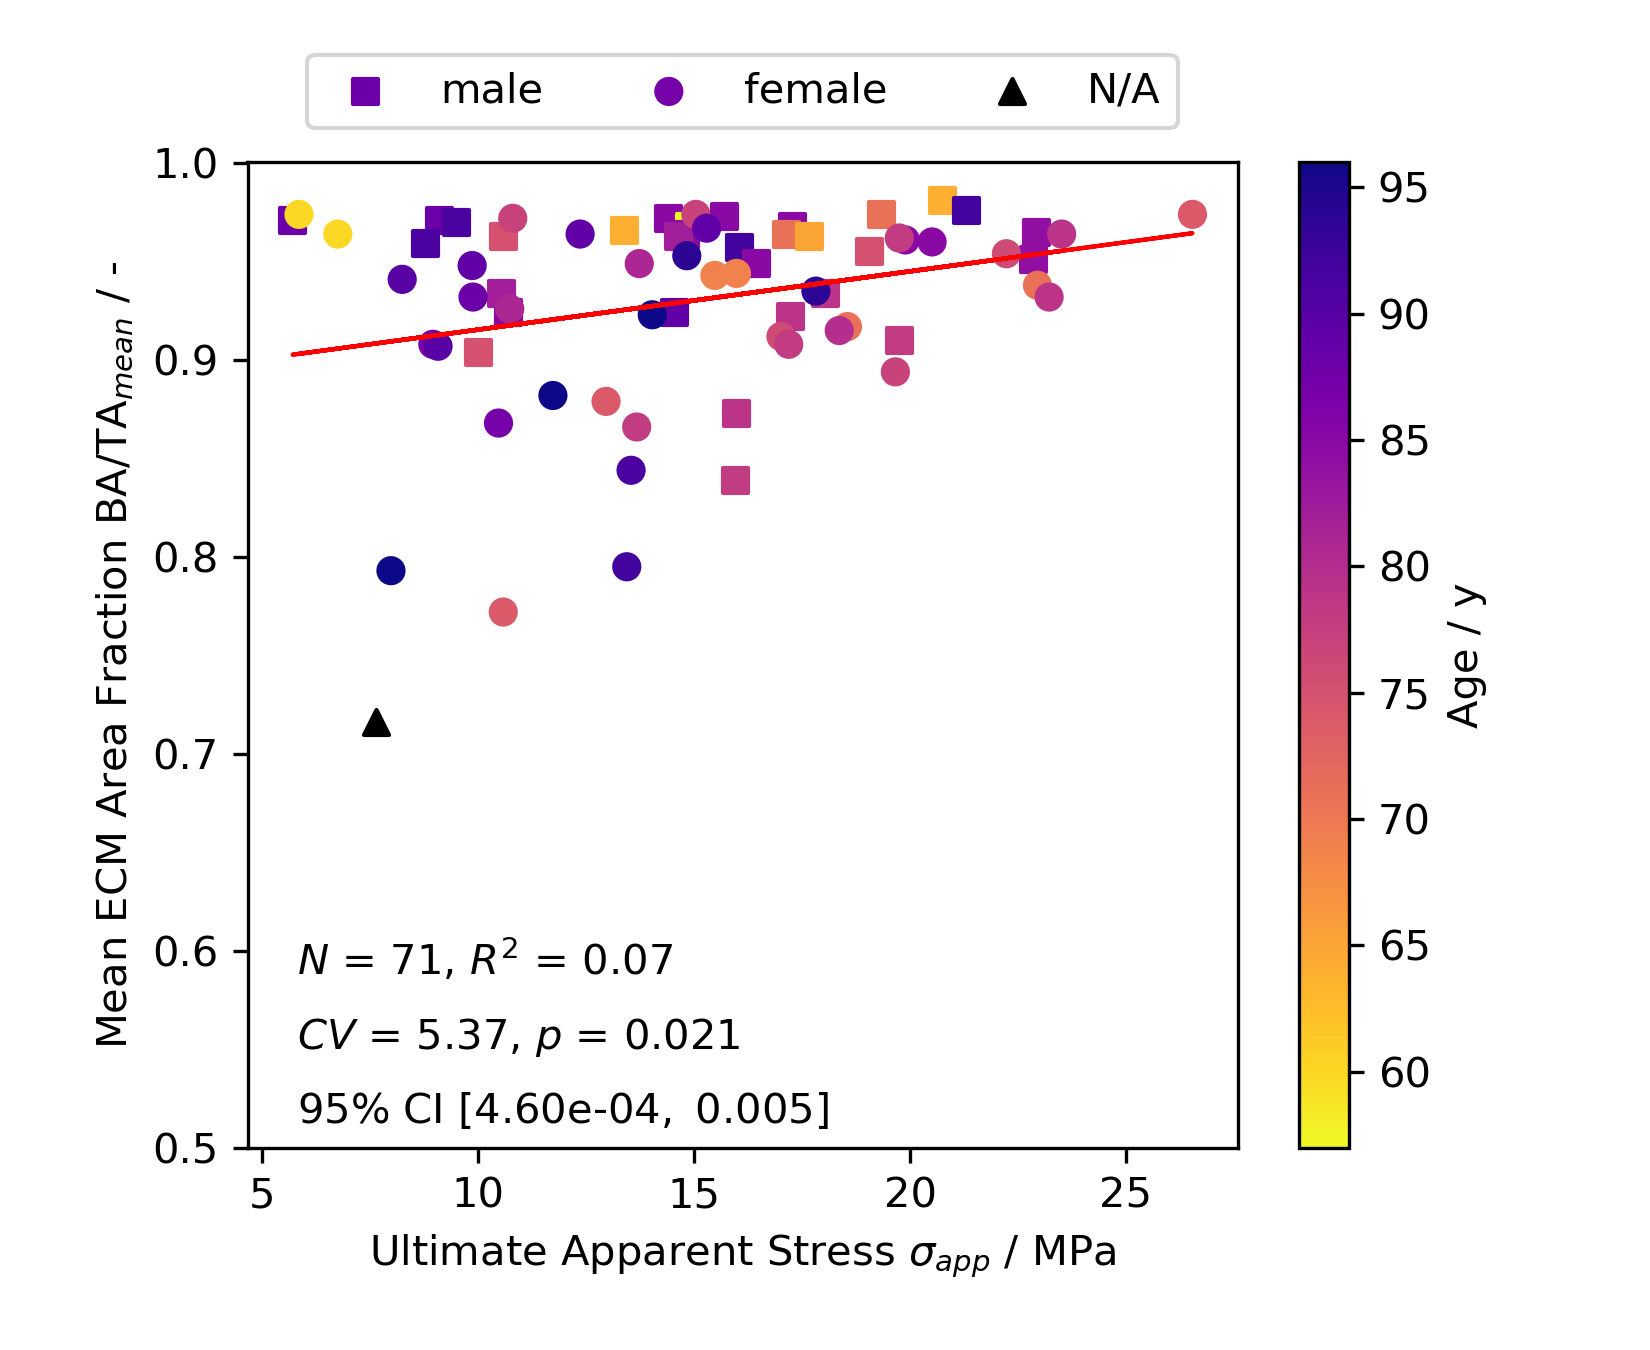 male female N/A
1.0
0.9
0.8
0.7
0.6
0.5
Mean ECM Area Fraction BA/TA_mean / -
N = 71, R² = 0.07
CV = 5.37, p = 0.021
95% CI [4.60e-04, 0.005]
5 10 15 20 25
Ultimate Apparent Stress σ_app / MPa
95
90
85
80
75
70
65
60
Age / y